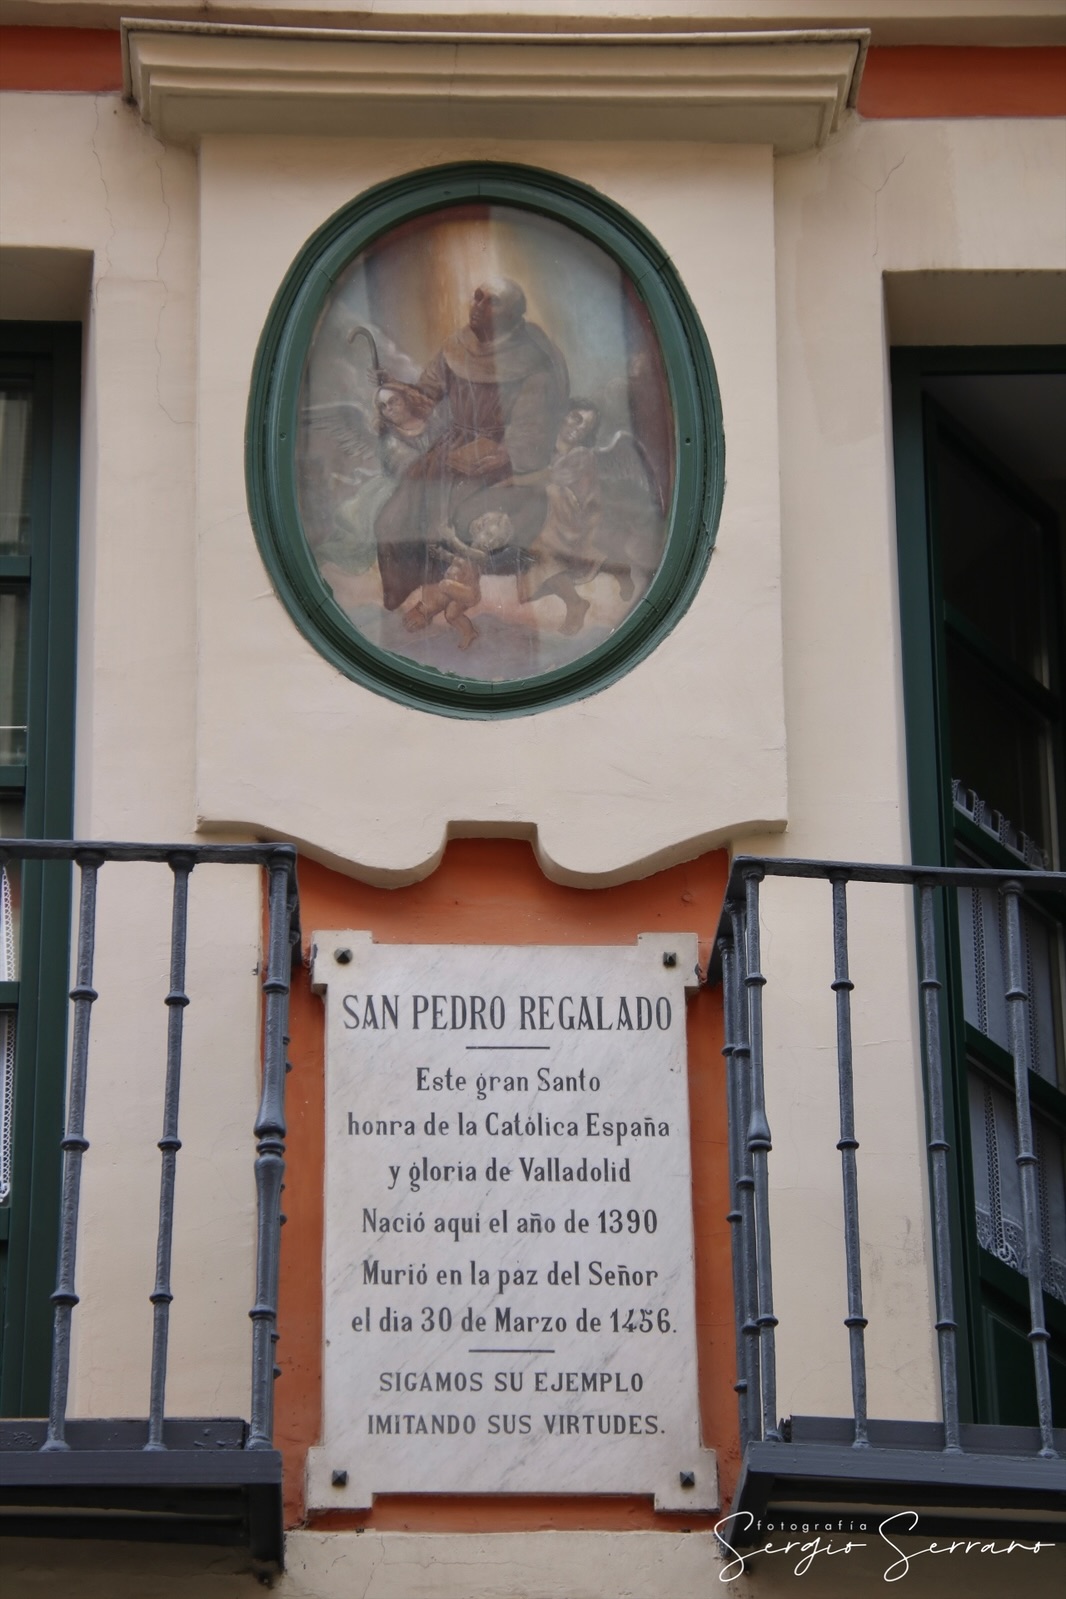 SAN PEDRO REGALADO
Este gran Santo
honra de la Católica España
y gloria de Valladolid
Nació aqui el año de 1390
Murió en la paz del Señor
el dia 30 de Marzo de 1456.
SIGAMOS SU EJEMPLO
IMITANDO SUS VIRTUDES.
fotografía
Sergio Serrano